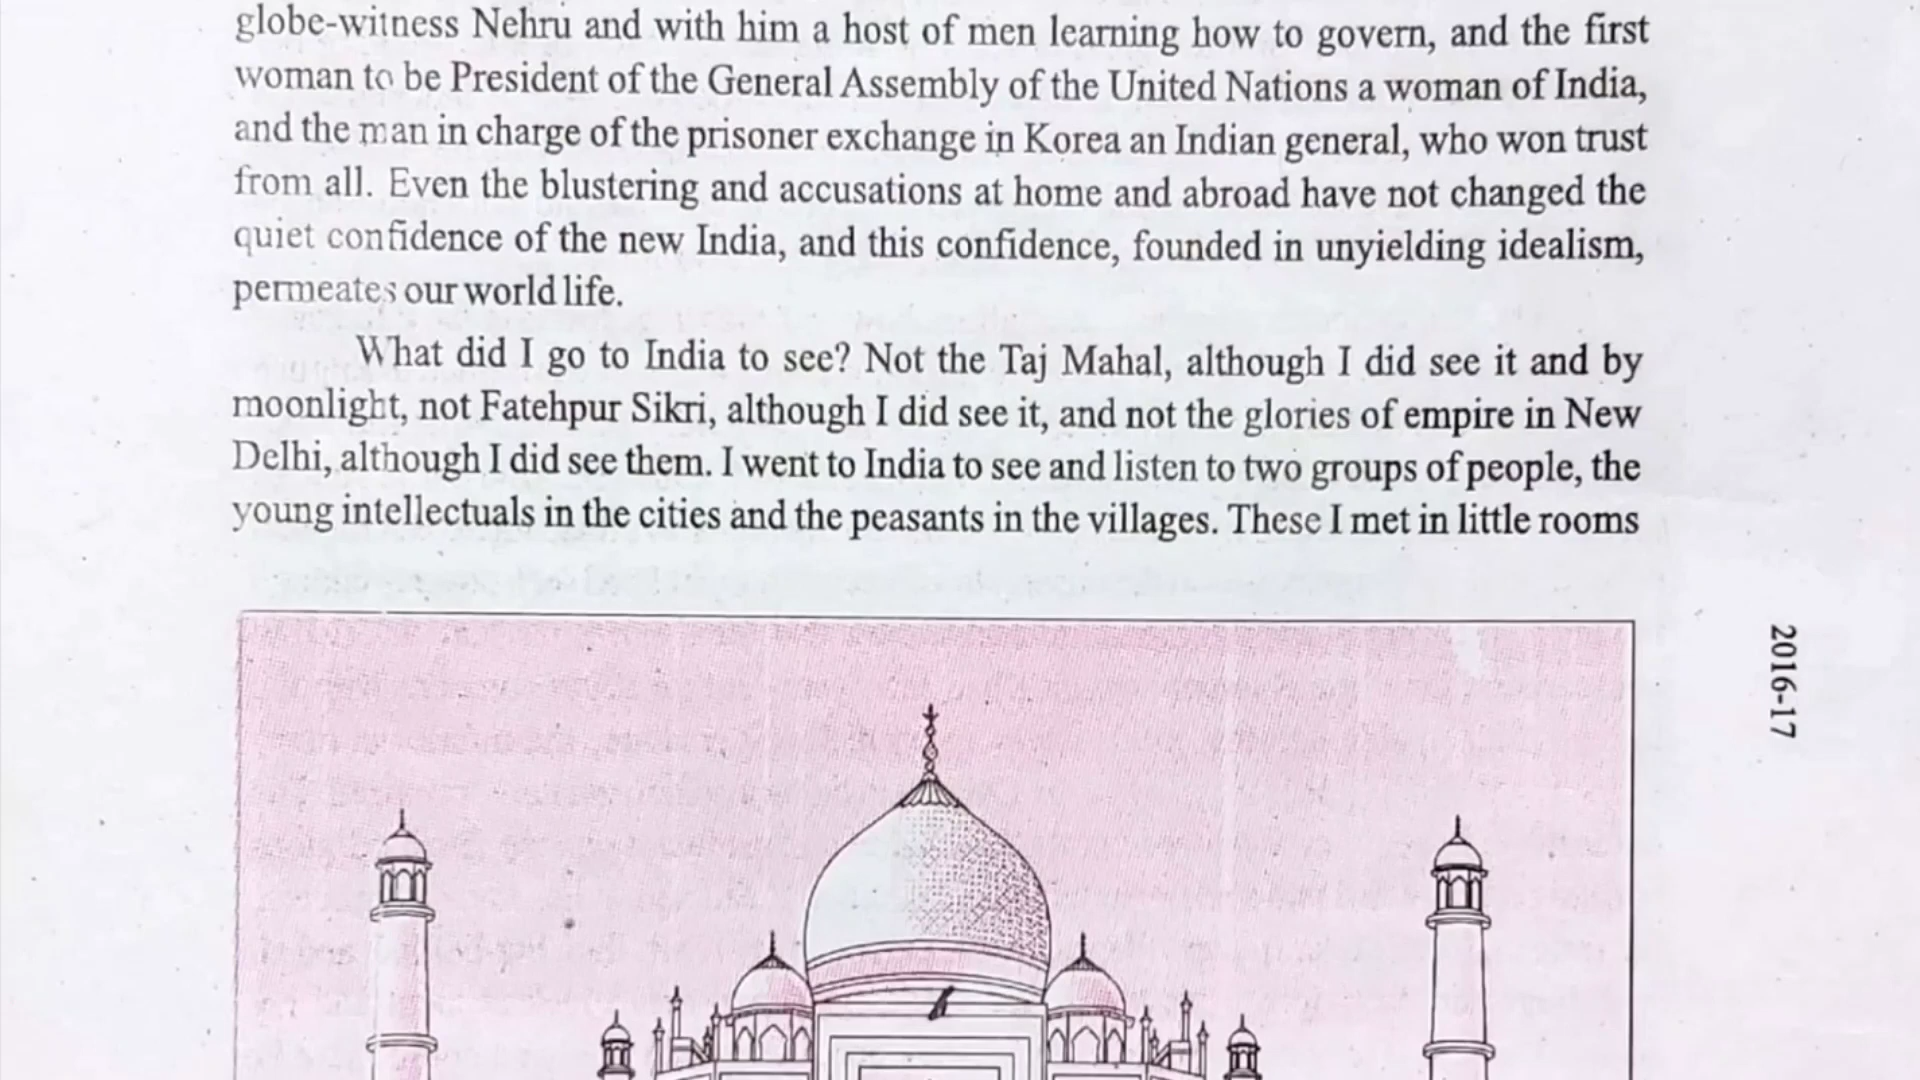 globe-witness Nehru and with him a host of men learning how to govern, and the first
woman to be President of the General Assembly of the United Nations a woman of India,
and the man in charge of the prisoner exchange in Korea an Indian general, who won trust
from all. Even the blustering and accusations at home and abroad have not changed the
quiet confidence of the new India, and this confidence, founded in unyielding idealism,
permeates our world life.
What did I go to India to see? Not the Taj Mahal, although I did see it and by
moonlight, not Fatehpur Sikri, although I did see it, and not the glories of empire in New
Delhi, although I did see them. I went to India to see and listen to two groups of people, the
young intellectuals in the cities and the peasants in the villages. These I met in little rooms
2016-17